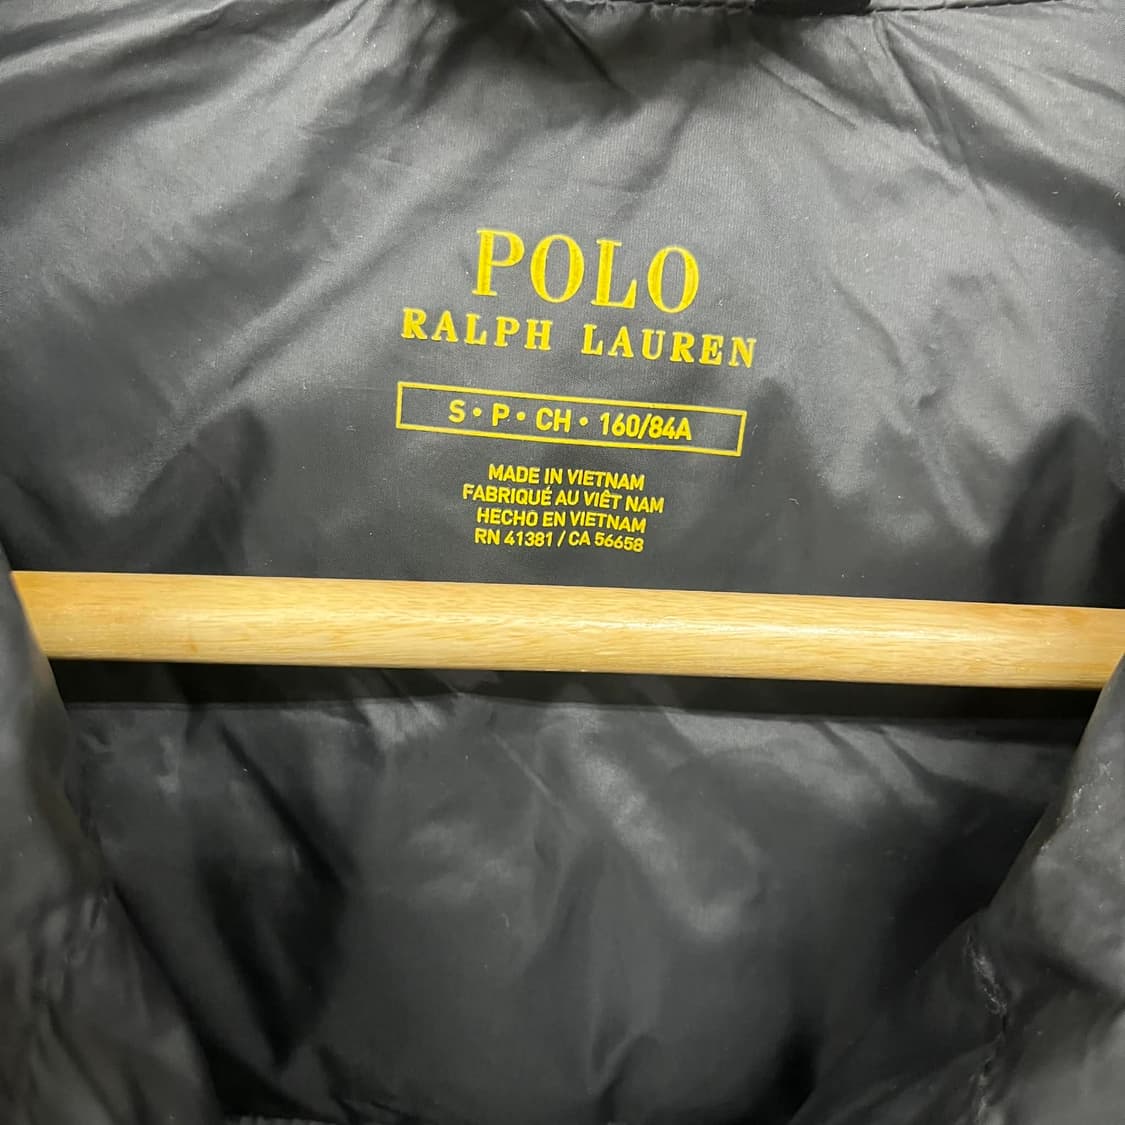 POLO
RALPH LAUREN
S • P • CH • 160/84A
MADE IN VIETNAM
FABRIQUÉ AU VIÊT NAM
HECHO EN VIETNAM
RN 41381 / CA 56658